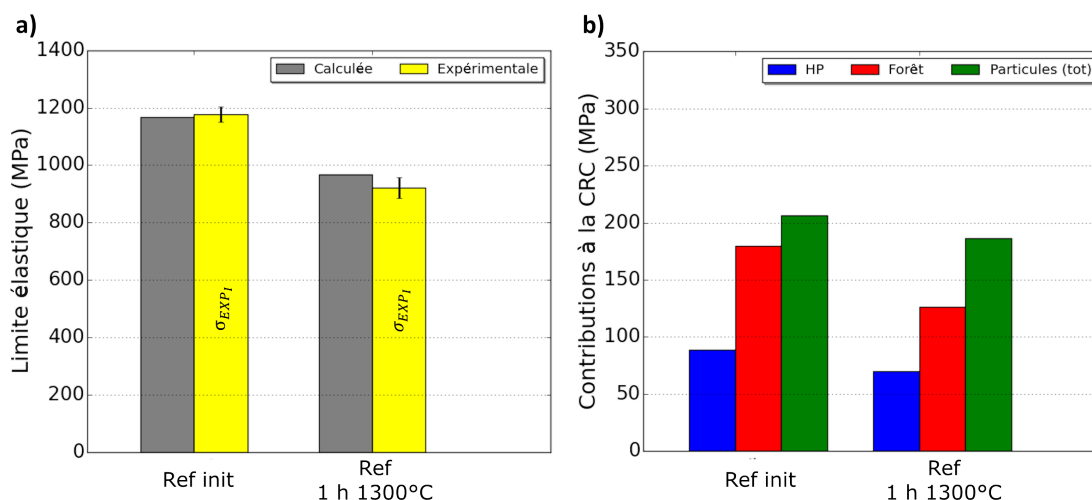 a)
Calculée
Expérimentale
Limite élastique (MPa)
1400
1200
1000
800
600
400
200
0
σEXPI
σEXPI
Ref init
Ref
1 h 1300°C
b)
HP
Forêt
Particules (tot)
Contributions à la CRC (MPa)
350
300
250
200
150
100
50
0
Ref init
Ref
1 h 1300°C